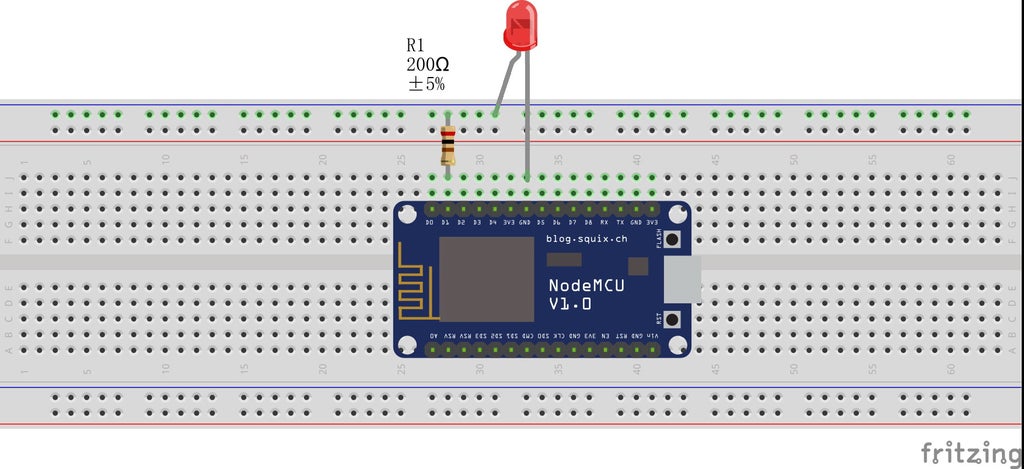 R1
200Ω
±5%
1 5 10 15 20 25 30 35 40 45 50 55 60
J
I
H
G
F
J
I
H
G
F
D0 D1 D2 D3 D4 3V3 GND D5 D6 D7 D8 RX TX GND 3V3
blog.squix.ch
FLASH
NodeMCU
V1.0
RST
A0 RSV RSV SD3 SD2 SD1 CMD SD0 CLK GND 3V3 EN RST GND Vin
E
D
C
B
A
E
D
C
B
A
1 5 10 15 20 25 30 35 40 45 50 55 60
fritzing